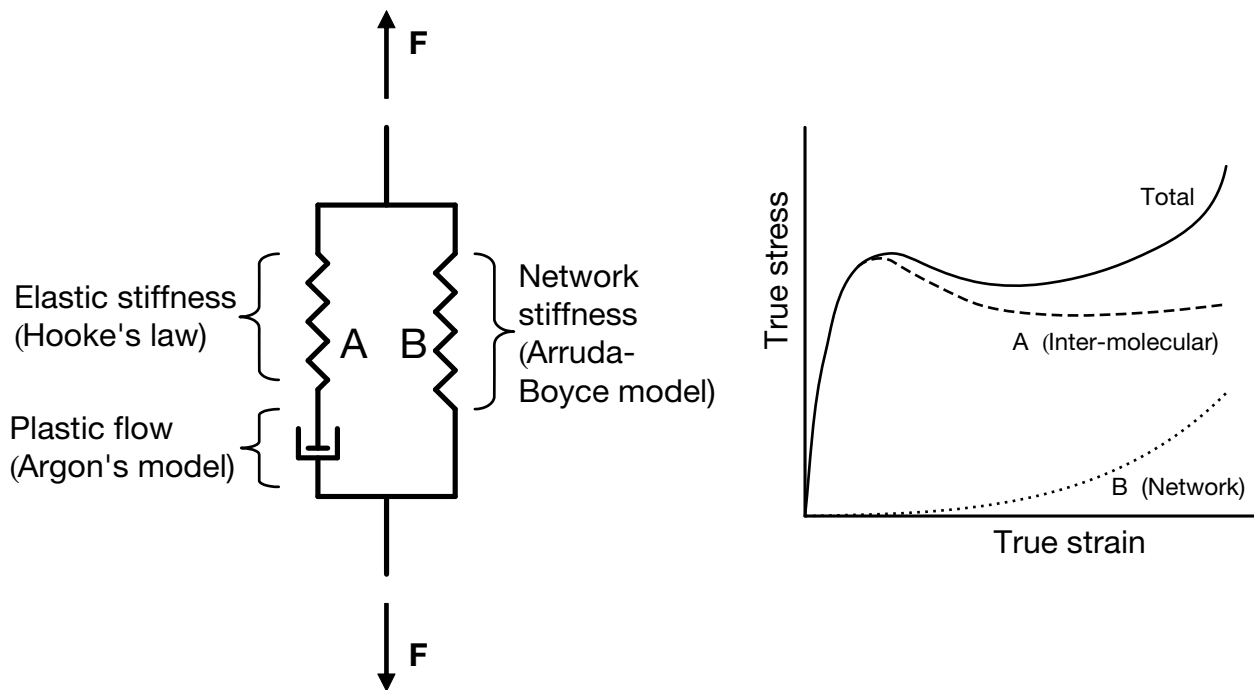 F
Elastic stiffness
(Hooke's law)
A
B
Network
stiffness
(Arruda-
Boyce model)
Plastic flow
(Argon's model)
F
True stress
Total
A (Inter-molecular)
B (Network)
True strain